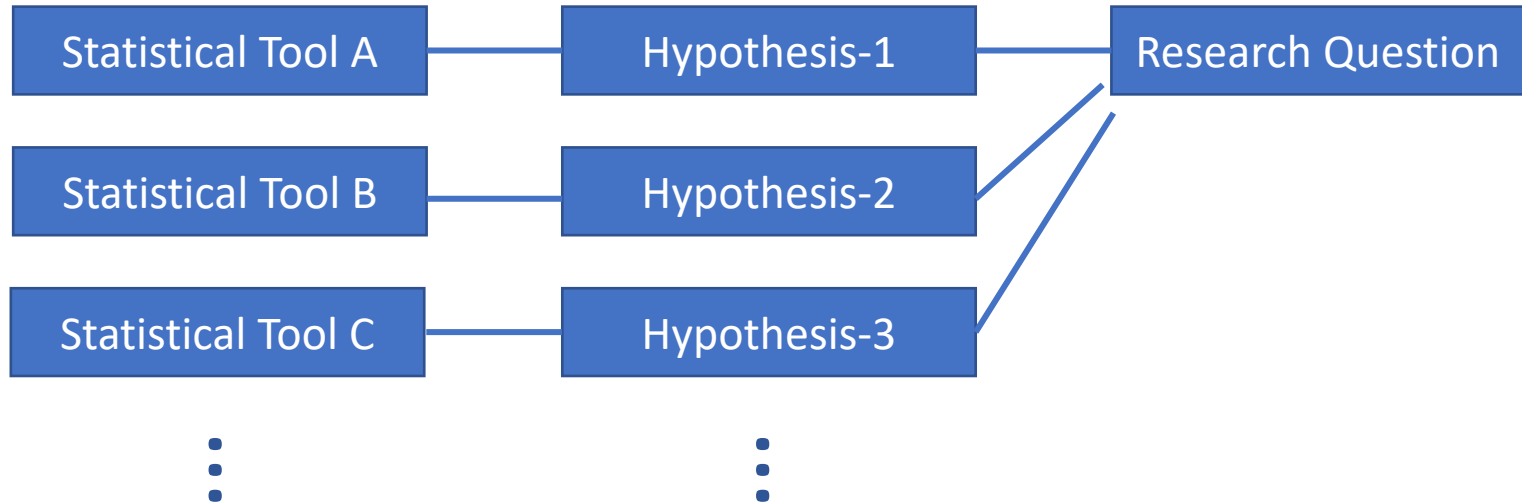 Statistical Tool A
Hypothesis-1
Research Question
Statistical Tool B
Hypothesis-2
Statistical Tool C
Hypothesis-3